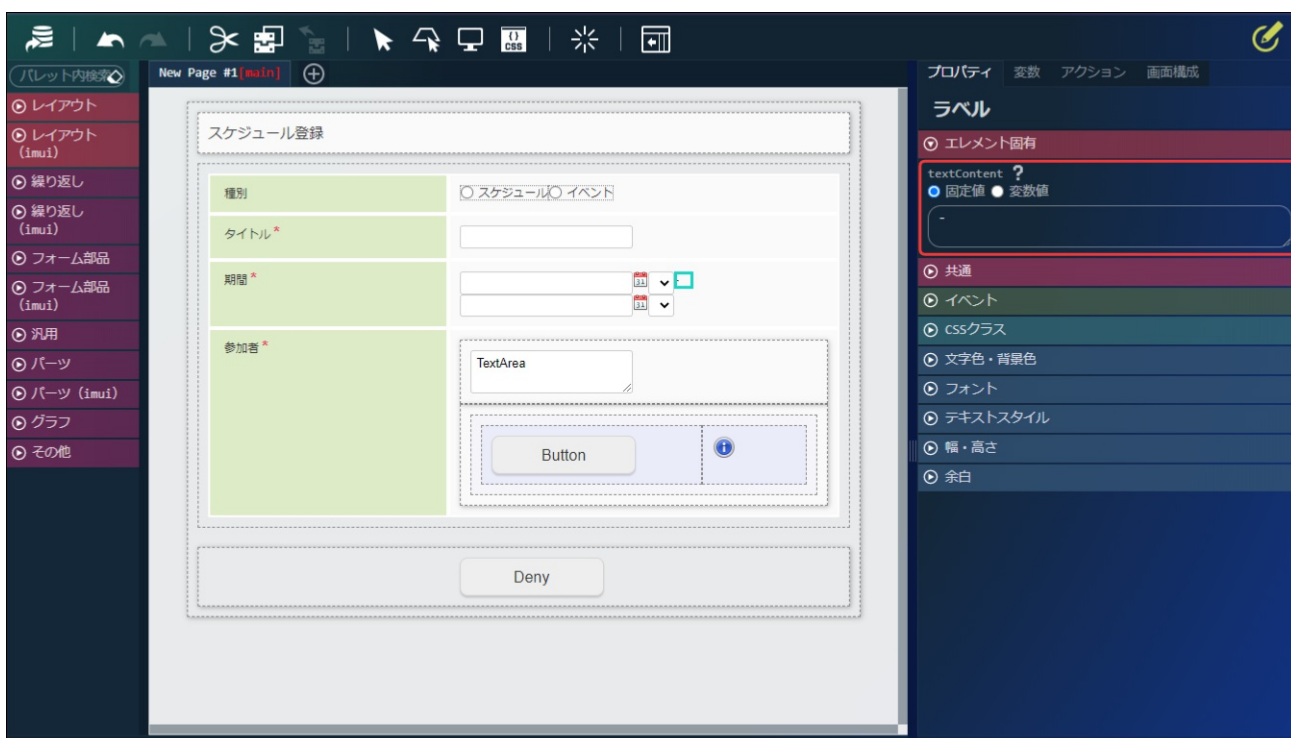 {} CSS
パレット内検索
New Page #1[main]
プロパティ 変数 アクション 画面構成
レイアウト
レイアウト
(imui)
繰り返し
繰り返し
(imui)
フォーム部品
フォーム部品
(imui)
汎用
パーツ
パーツ (imui)
グラフ
その他
スケジュール登録
種別
スケジュール イベント
タイトル*
期間*
31
-
31
参加者*
TextArea
Button
i
Deny
ラベル
エレメント固有
textContent ?
固定値 変数値
-
共通
イベント
CSSクラス
文字色・背景色
フォント
テキストスタイル
幅・高さ
余白